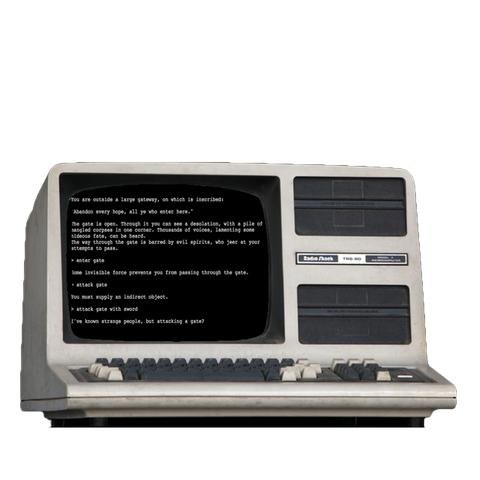 You are outside a large gateway, on which is inscribed:
"Abandon every hope, all ye who enter here."
The gate is open. Through it you can see a desolation, with a pile of
mangled corpses in one corner. Thousands of voices, lamenting some
hideous fate, can be heard.
The way through the gate is barred by evil spirits, who jeer at your
attempts to pass.
> enter gate
Some invisible force prevents you from passing through the gate.
> attack gate
You must supply an indirect object.
> attack gate with sword
I've known strange people, but attacking a gate?
Radio Shack TRS-80